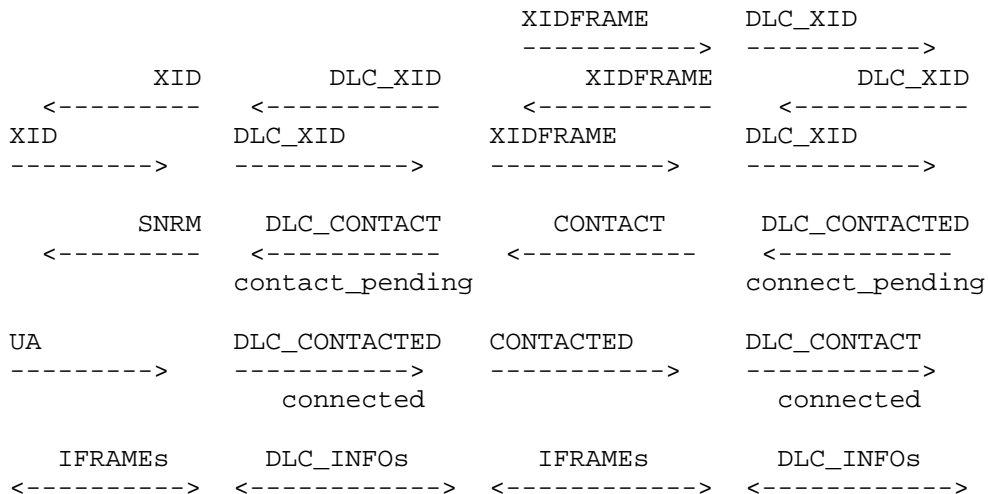 XIDFRAME DLC_XID
-----------> ----------->
XID DLC_XID XIDFRAME DLC_XID
<--------- <----------- <----------- <-----------
XID DLC_XID XIDFRAME DLC_XID
---------> -----------> -----------> ----------->
SNRM DLC_CONTACT CONTACT DLC_CONTACTED
<--------- <----------- <----------- <-----------
contact_pending connect_pending
UA DLC_CONTACTED CONTACTED DLC_CONTACT
---------> -----------> -----------> ----------->
connected connected
IFRAMEs DLC_INFOs IFRAMEs DLC_INFOs
<----------> <------------> <------------> <------------>